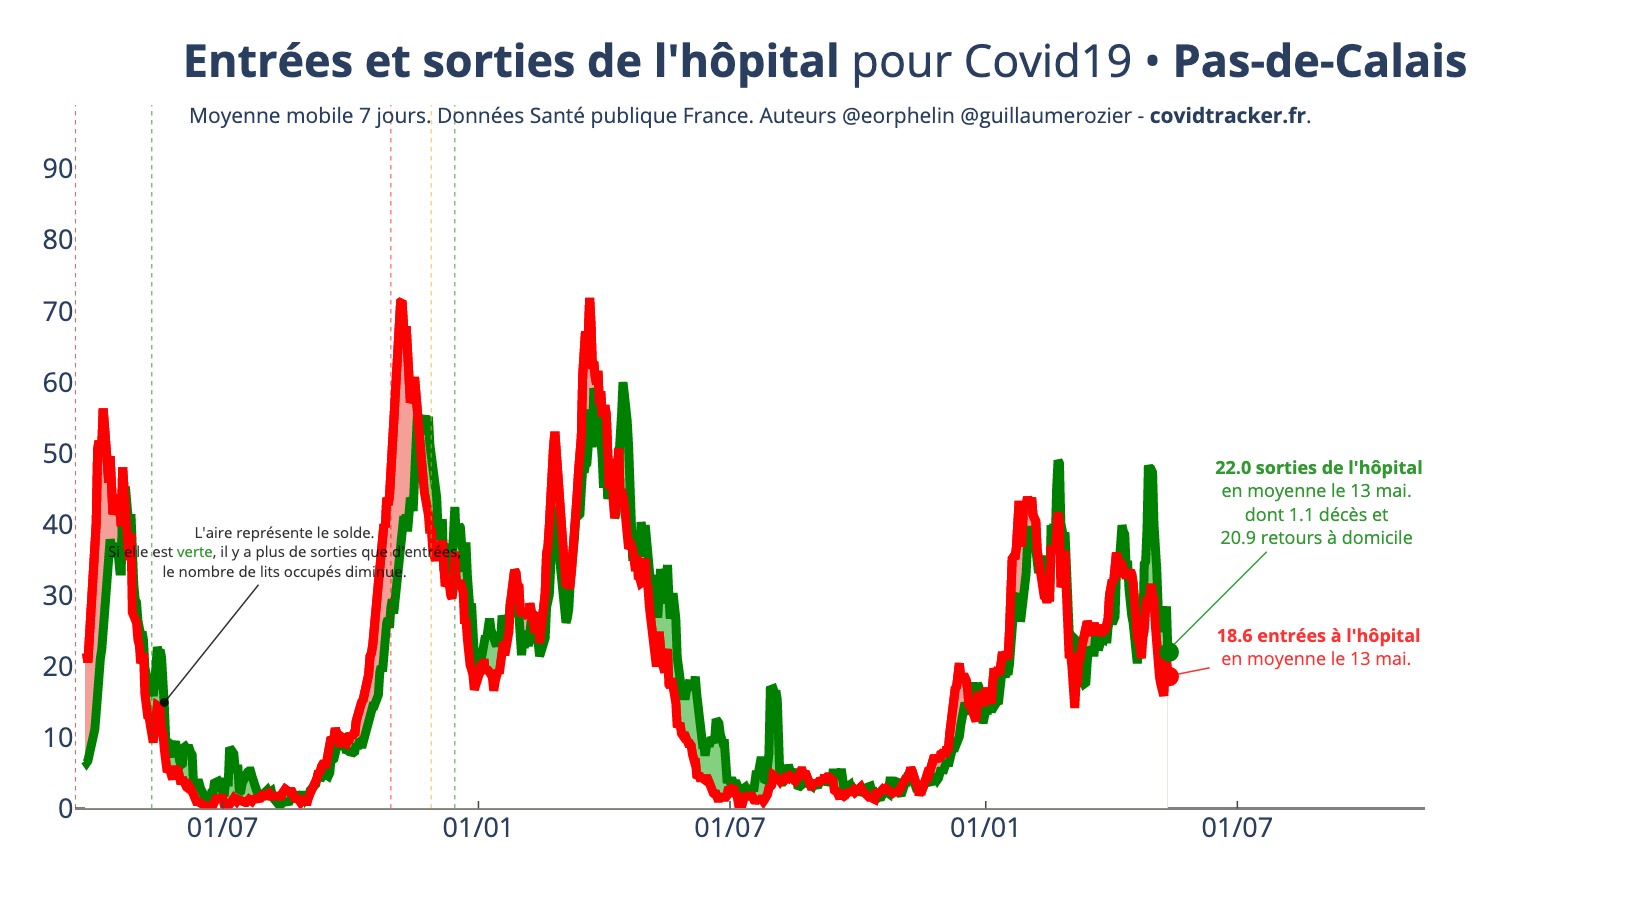 Entrées et sorties de l'hôpital pour Covid19 • Pas-de-Calais
Moyenne mobile 7 jours. Données Santé publique France. Auteurs @eorphelin @guillaumerozier - covidtracker.fr.
90
80
70
60
50
40
30
20
10
0
L'aire représente le solde.
Si elle est verte, il y a plus de sorties que d'entrées,
le nombre de lits occupés diminue.
22.0 sorties de l'hôpital
en moyenne le 13 mai.
dont 1.1 décès et
20.9 retours à domicile
18.6 entrées à l'hôpital
en moyenne le 13 mai.
01/07
01/01
01/07
01/01
01/07